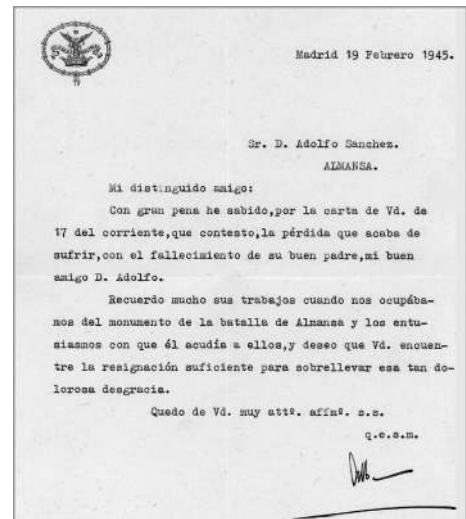 Madrid 19 Febrero 1945.
Sr. D. Adolfo Sanchez.
ALMANSA.
Mi distinguido amigo:
Con gran pena he sabido,por la carta de Vd. de
17 del corriente,que contesto,la pérdida que acaba de
sufrir,con el fallecimiento de su buen padre,mi buen
amigo D. Adolfo.
Recuerdo mucho sus trabajos cuando nos ocupába-
mos del monumento de la batalla de Almansa y los entu-
siasmos con que él acudía a ellos,y deseo que Vd. encuen-
tre la resignación suficiente para sobrellevar esa tan do-
lorosa desgracia.
Quedo de Vd. muy attº. affmº. s.s.
q.e.s.m.